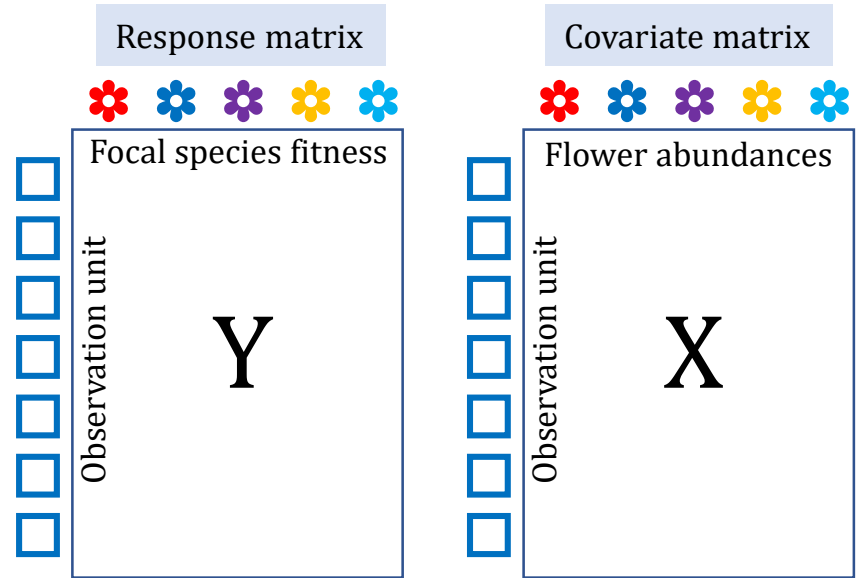 Response matrix
Focal species fitness
Observation unit
Y
Covariate matrix
Flower abundances
Observation unit
X